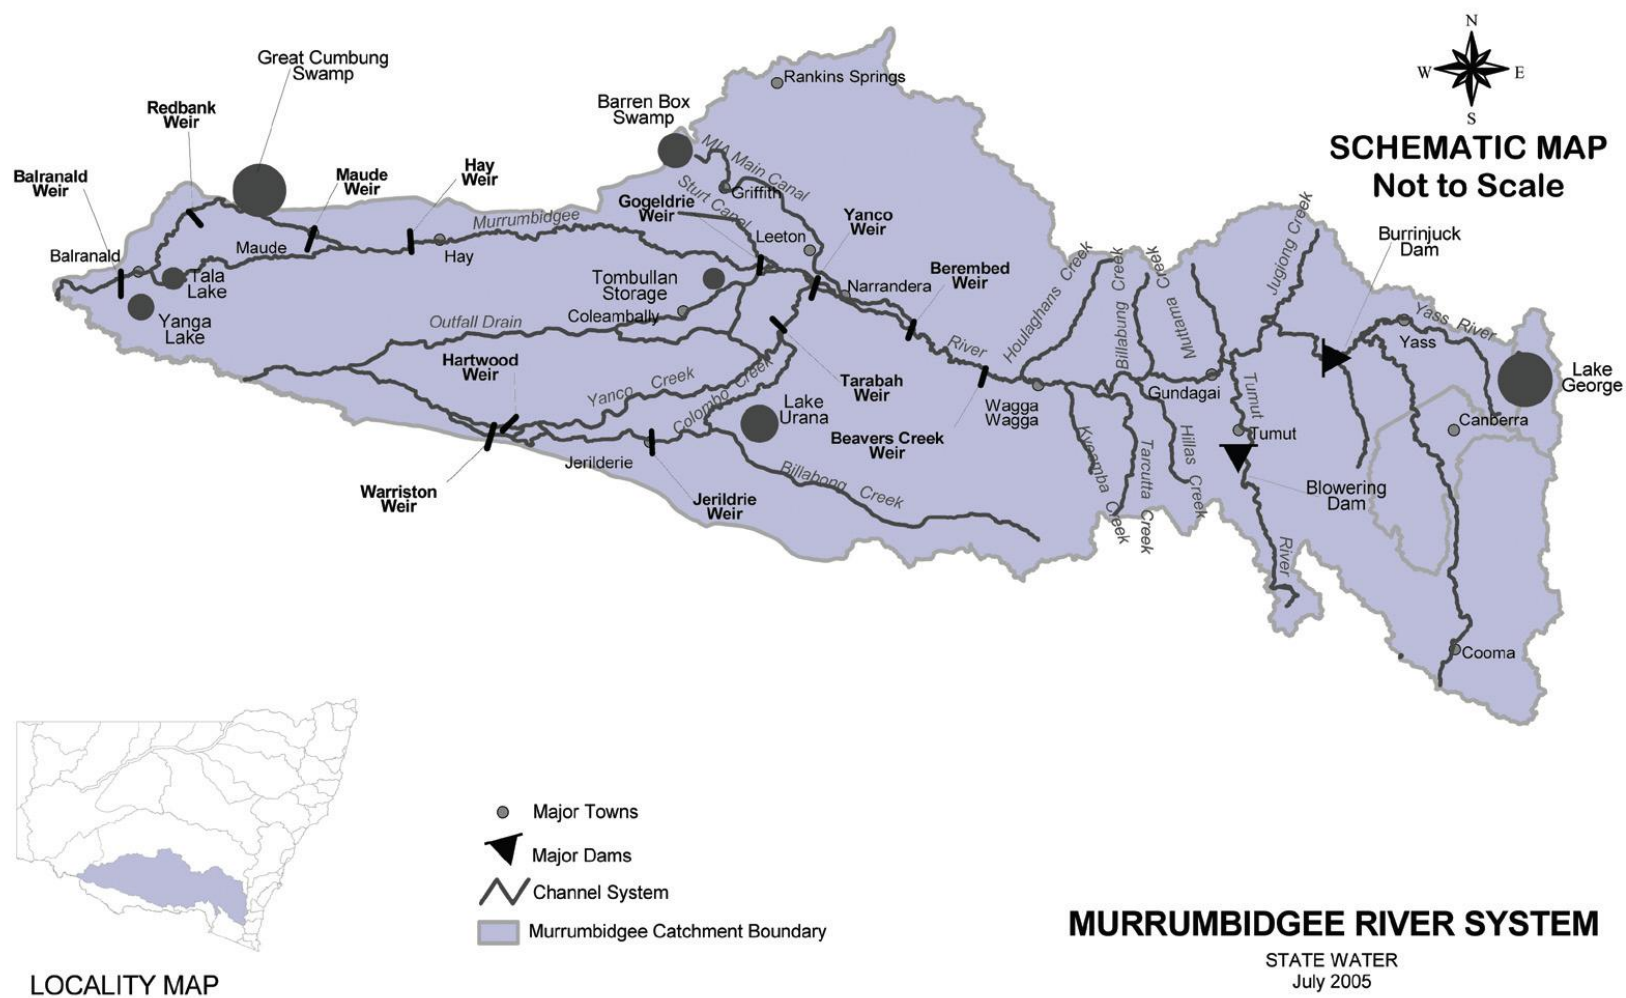 Great Cumbung
Swamp
Redbank
Weir
Balranald
Weir
Maude
Weir
Hay
Weir
Barren Box
Swamp
Rankins Springs
N
W
E
S
SCHEMATIC MAP
Not to Scale
MIA Main Canal
Griffith
Sturt Canal
Gogeldrie
Weir
Yanco
Weir
Leeton
Murrumbidgee
Balranald
Maude
Hay
Tala
Lake
Yanga
Lake
Tombullan
Storage
Coleambally
Narrandera
Berembed
Weir
River
Houlaghans Creek
Billabung Creek
Muttama Creek
Jugiong Creek
Burrinjuck
Dam
Yass River
Yass
Lake
George
Outfall Drain
Hartwood
Weir
Yanco Creek
Colombo Creek
Tarabah
Weir
Lake
Urana
Beavers Creek
Weir
Wagga
Wagga
Gundagai
Tumut
Tumut
Canberra
Kyeamba Creek
Tarcutta Creek
Hillas Creek
Blowering
Dam
River
Jerilderie
Billabong Creek
Warriston
Weir
Jerildrie
Weir
Cooma
Major Towns
Major Dams
Channel System
Murrumbidgee Catchment Boundary
LOCALITY MAP
MURRUMBIDGEE RIVER SYSTEM
STATE WATER
July 2005